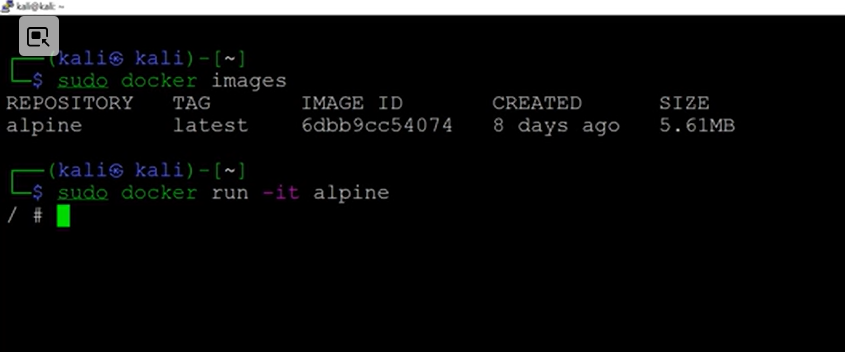 kali@kali: ~
┌──(kali㉿ kali)-[~]
└─$ sudo docker images
REPOSITORY   TAG       IMAGE ID       CREATED      SIZE
alpine       latest    6dbb9cc54074   8 days ago   5.61MB
┌──(kali㉿ kali)-[~]
└─$ sudo docker run -it alpine
/ #